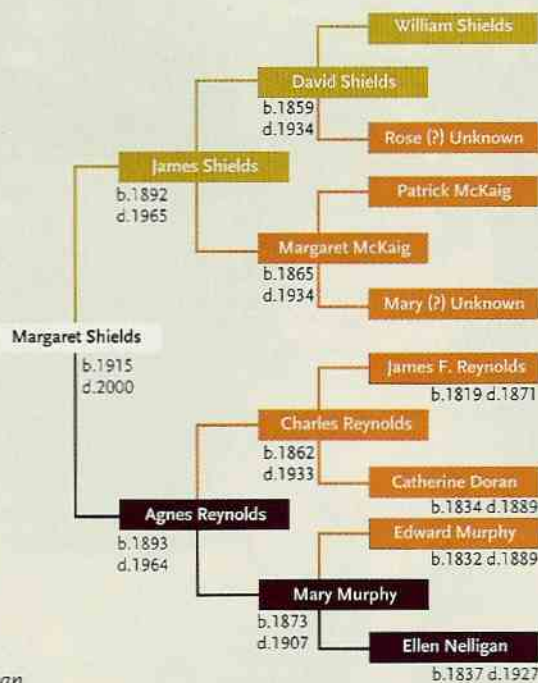 William Shields
David Shields
b.1859
d.1934
Rose (?) Unknown
James Shields
b.1892
d.1965
Patrick McKaig
Margaret McKaig
b.1865
d.1934
Mary (?) Unknown
Margaret Shields
b.1915
d.2000
James F. Reynolds
b.1819 d.1871
Charles Reynolds
b.1862
d.1933
Catherine Doran
b.1834 d.1889
Agnes Reynolds
b.1893
d.1964
Edward Murphy
b.1832 d.1889
Mary Murphy
b.1873
d.1907
Ellen Nelligan
b.1837 d.1927